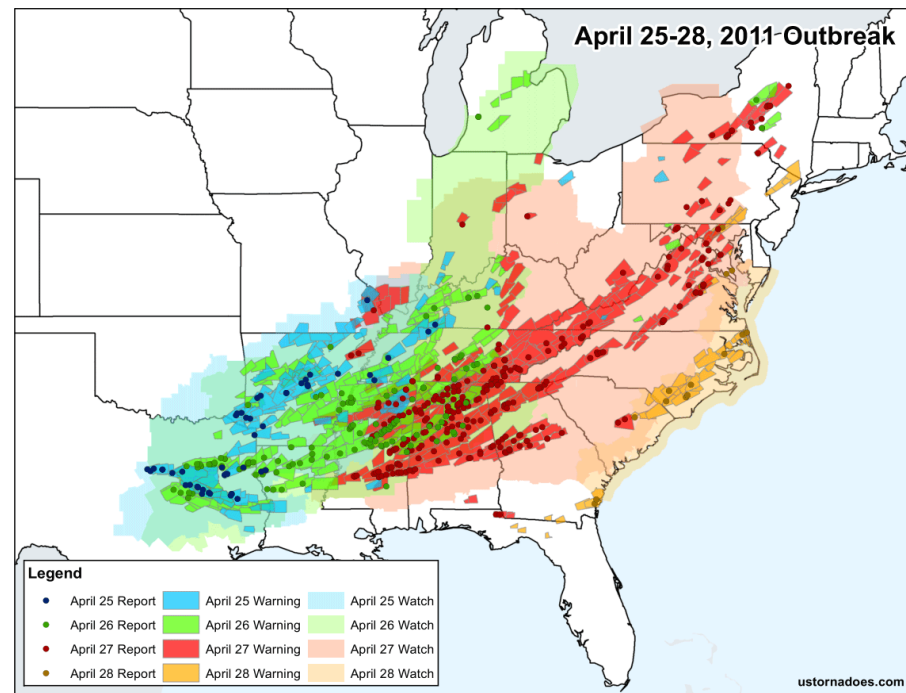 April 25-28, 2011 Outbreak
Legend
April 25 Report April 25 Warning April 25 Watch
April 26 Report April 26 Warning April 26 Watch
April 27 Report April 27 Warning April 27 Watch
April 28 Report April 28 Warning April 28 Watch
ustornadoes.com